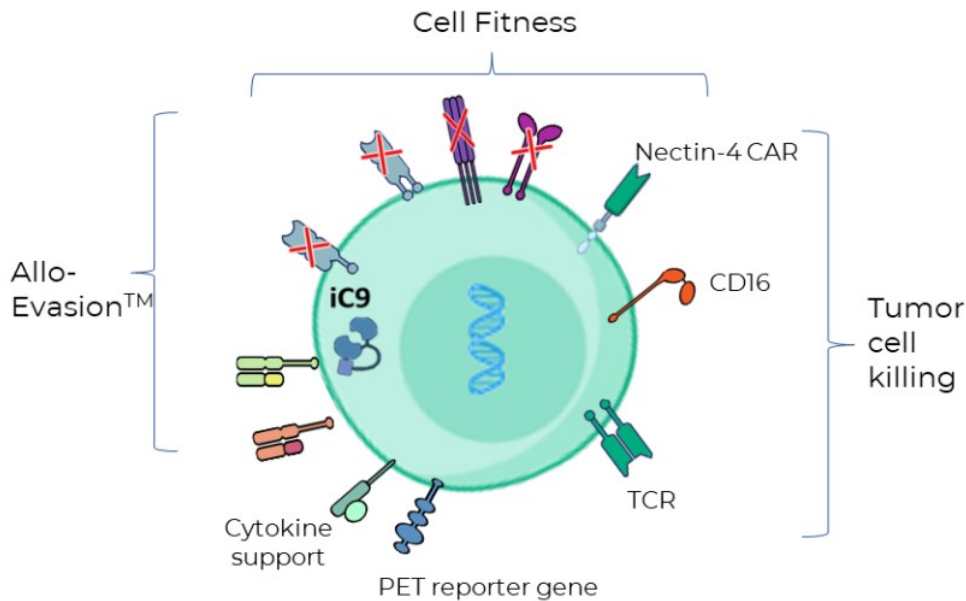 Cell Fitness
Nectin-4 CAR
Allo-
Evasion™
iC9
CD16
Tumor
cell
killing
TCR
Cytokine
support
PET reporter gene